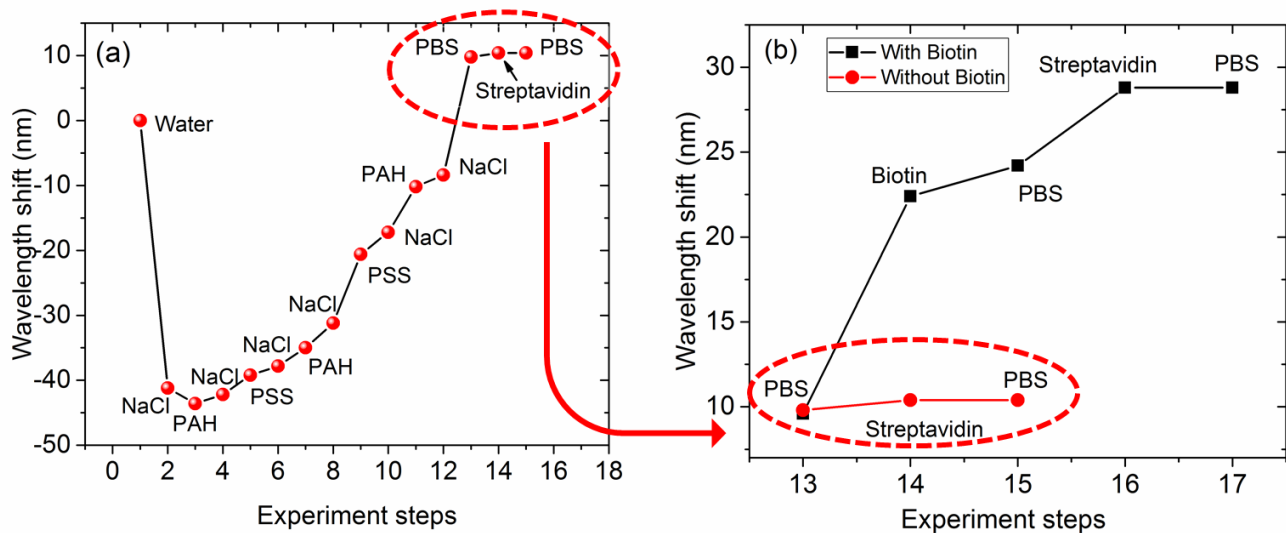 (a)
PBS
PBS
Streptavidin
Water
PAH
NaCl
NaCl
PSS
NaCl
NaCl
PAH
NaCl
PSS
NaCl
PAH
10
0
-10
-20
-30
-40
-50
0 2 4 6 8 10 12 14 16 18
Wavelength shift (nm)
Experiment steps
(b)
With Biotin
Without Biotin
Streptavidin
PBS
Biotin
PBS
PBS
PBS
Streptavidin
30
25
20
15
10
13 14 15 16 17
Wavelength shift (nm)
Experiment steps